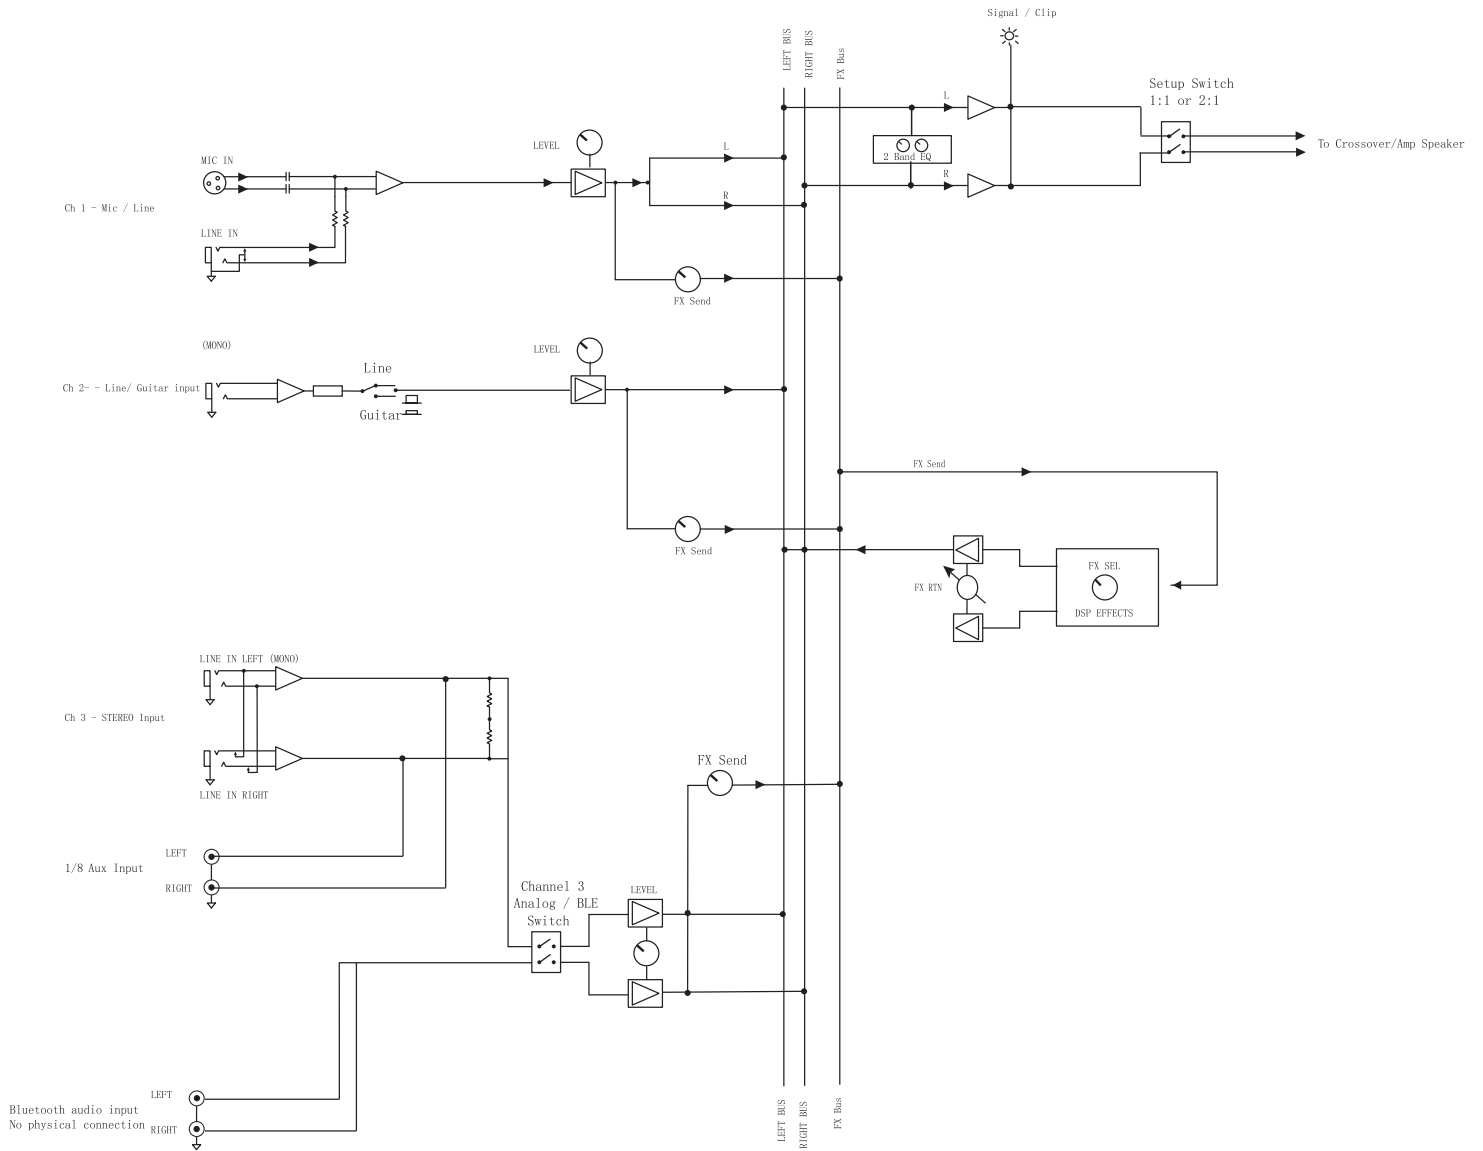 Signal / Clip
LEFT BUS
RIGHT BUS
FX Bus
Setup Switch
1:1 or 2:1
L
2 Band EQ
R
To Crossover/Amp Speaker
LEVEL
MIC IN
L
R
Ch 1 - Mic / Line
LINE IN
FX Send
(MONO)
LEVEL
Line
Ch 2- - Line/ Guitar input
Guitar
FX Send
FX Send
FX SEL
FX RTN
DSP EFFECTS
LINE IN LEFT (MONO)
Ch 3 - STEREO Input
LINE IN RIGHT
FX Send
LEFT
1/8 Aux Input
RIGHT
Channel 3
Analog / BLE
Switch
LEVEL
LEFT
Bluetooth audio input
No physical connection
RIGHT
LEFT BUS
RIGHT BUS
FX Bus